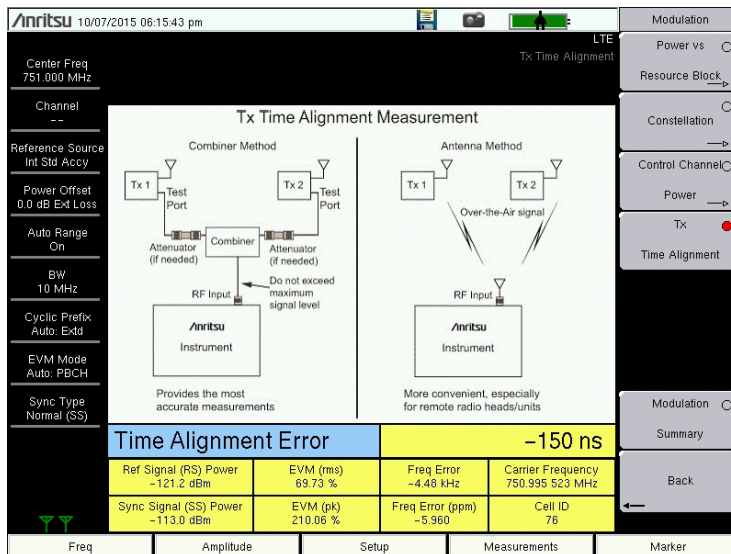 Anritsu 10/07/2015 06:15:43 pm
Modulation
LTE
Tx Time Alignment
Center Freq
751.000 MHz
Channel
--
Reference Source
Int Std Accy
Power Offset
0.0 dB Ext Loss
Auto Range
On
BW
10 MHz
Cyclic Prefix
Auto: Extd
EVM Mode
Auto: PBCH
Sync Type
Normal (SS)
Tx Time Alignment Measurement
Combiner Method
Tx 1
Tx 2
Test
Port
Test
Port
Combiner
Attenuator
(if needed)
Attenuator
(if needed)
Do not exceed
maximum
signal level
RF Input
Anritsu
Instrument
Provides the most
accurate measurements
Antenna Method
Tx 1
Tx 2
Over-the-Air signal
RF Input
Anritsu
Instrument
More convenient, especially
for remote radio heads/units
Time Alignment Error
-150 ns
Ref Signal (RS) Power
-121.2 dBm
EVM (rms)
69.73 %
Freq Error
-4.48 kHz
Carrier Frequency
750.995 523 MHz
Sync Signal (SS) Power
-113.0 dBm
EVM (pk)
210.06 %
Freq Error (ppm)
-5.960
Cell ID
76
Power vs
Resource Block
Constellation
Control Channel
Power
Tx
Time Alignment
Modulation
Summary
Back
Freq
Amplitude
Setup
Measurements
Marker